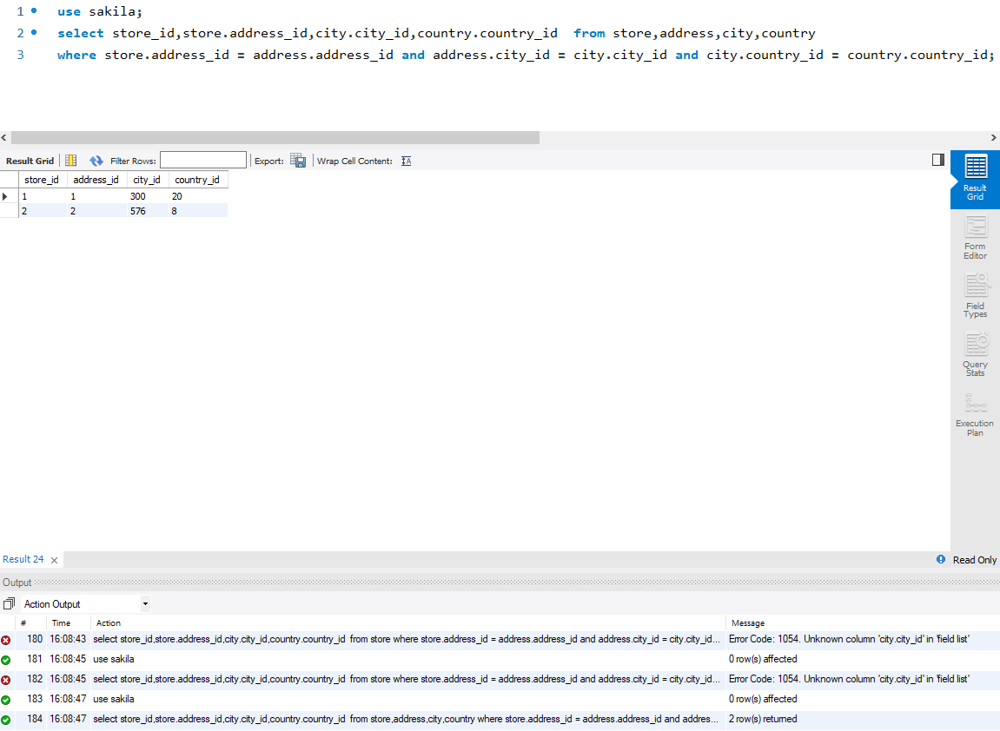 1 use sakila;
2 select store_id,store.address_id,city.city_id,country.country_id  from store,address,city,country
3 where store.address_id = address.address_id and address.city_id = city.city_id and city.country_id = country.country_id;
Result Grid Filter Rows: Export: Wrap Cell Content:
store_id address_id city_id country_id
1 1 300 20
2 2 576 8
Result
Grid
Form
Editor
Field
Types
Query
Stats
Execution
Plan
Result 24 Read Only
Output
Action Output
# Time Action Message
180 16:08:43 select store_id,store.address_id,city.city_id,country.country_id  from store where store.address_id = address.address_id and address.city_id = city.city_id... Error Code: 1054. Unknown column 'city.city_id' in 'field list'
181 16:08:45 use sakila 0 row(s) affected
182 16:08:45 select store_id,store.address_id,city.city_id,country.country_id  from store where store.address_id = address.address_id and address.city_id = city.city_id... Error Code: 1054. Unknown column 'city.city_id' in 'field list'
183 16:08:47 use sakila 0 row(s) affected
184 16:08:47 select store_id,store.address_id,city.city_id,country.country_id  from store,address,city,country where store.address_id = address.address_id and addres... 2 row(s) returned